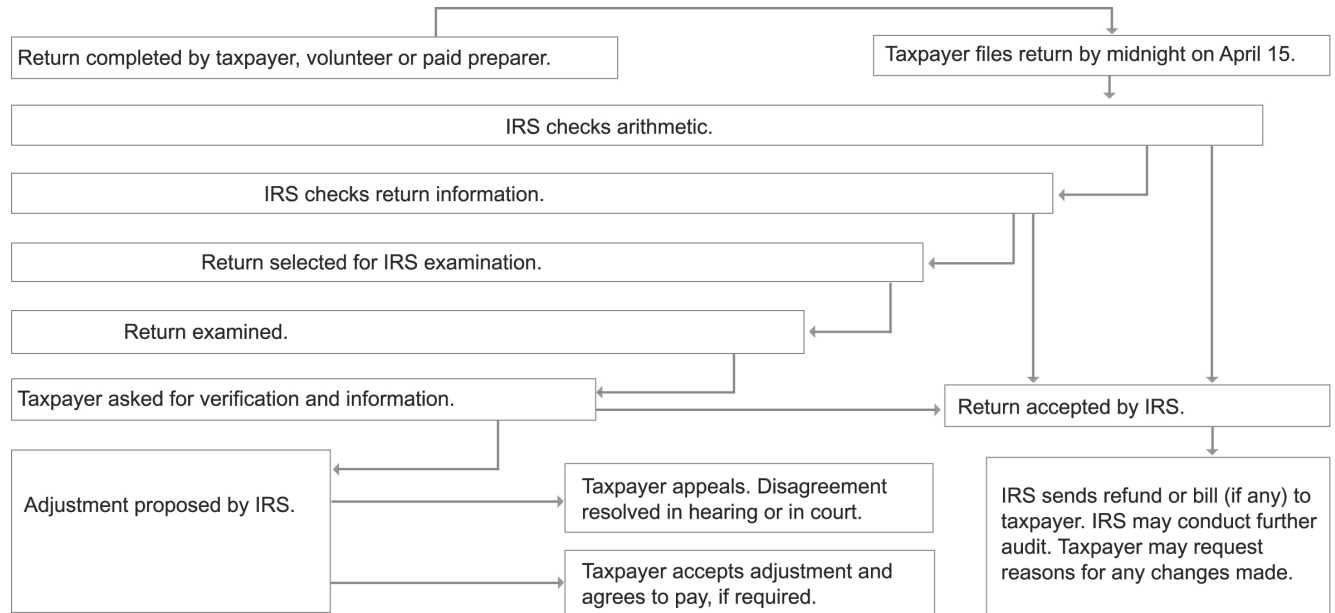 Return completed by taxpayer, volunteer or paid preparer.
Taxpayer files return by midnight on April 15.
IRS checks arithmetic.
IRS checks return information.
Return selected for IRS examination.
Return examined.
Taxpayer asked for verification and information.
Return accepted by IRS.
Adjustment proposed by IRS.
Taxpayer appeals. Disagreement
resolved in hearing or in court.
Taxpayer accepts adjustment and
agrees to pay, if required.
IRS sends refund or bill (if any) to
taxpayer. IRS may conduct further
audit. Taxpayer may request
reasons for any changes made.